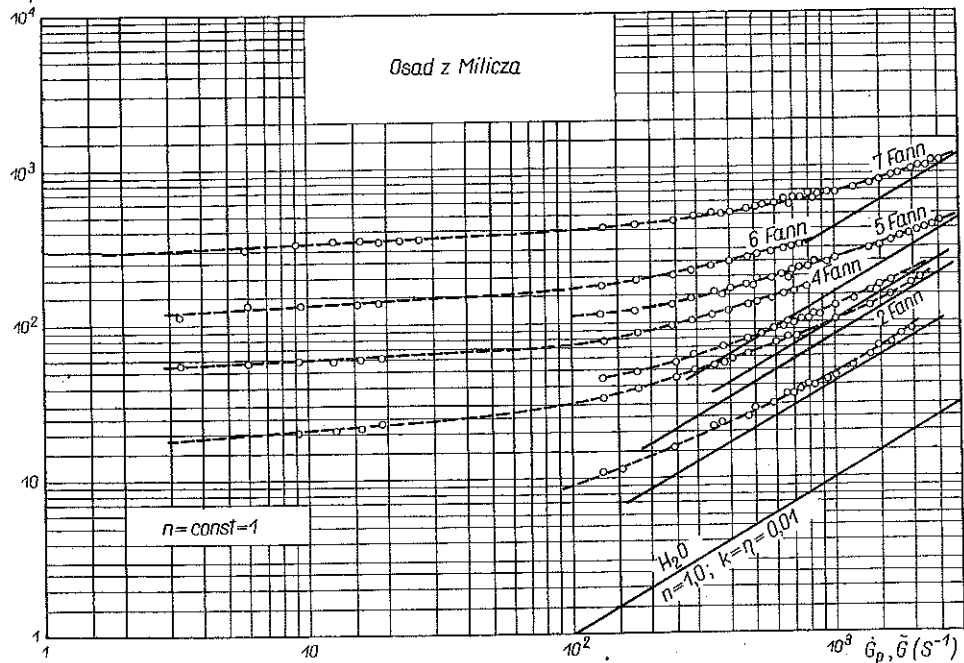 10⁴
Osad z Milicza
10³
7 Fann
6 Fann
5 Fann
4 Fann
10²
2 Fann
10
n=const=1
H₂O
n=1,0; k=η=0,01
1
1
10
10²
10³
Ġₚ, G̃ (S⁻¹)